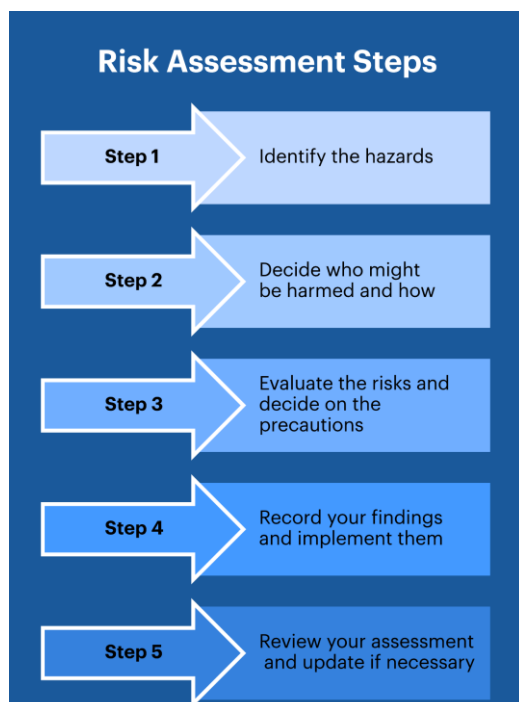 Risk Assessment Steps
Step 1
Identify the hazards
Step 2
Decide who might
be harmed and how
Step 3
Evaluate the risks and
decide on the
precautions
Step 4
Record your findings
and implement them
Step 5
Review your assessment
and update if necessary